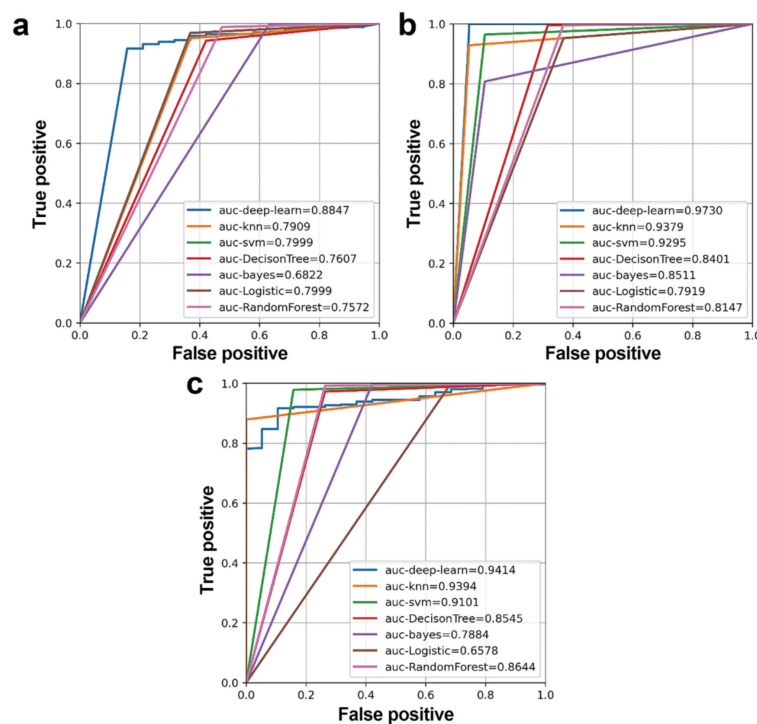 a
1.0
0.8
0.6
0.4
0.2
0.0
True positive
auc-deep-learn=0.8847
auc-knn=0.7909
auc-svm=0.7999
auc-DecisonTree=0.7607
auc-bayes=0.6822
auc-Logistic=0.7999
auc-RandomForest=0.7572
0.0 0.2 0.4 0.6 0.8 1.0
False positive
b
1.0
0.8
0.6
0.4
0.2
0.0
True positive
auc-deep-learn=0.9730
auc-knn=0.9379
auc-svm=0.9295
auc-DecisonTree=0.8401
auc-bayes=0.8511
auc-Logistic=0.7919
auc-RandomForest=0.8147
0.0 0.2 0.4 0.6 0.8 1.0
False positive
c
1.0
0.8
0.6
0.4
0.2
0.0
True positive
auc-deep-learn=0.9414
auc-knn=0.9394
auc-svm=0.9101
auc-DecisonTree=0.8545
auc-bayes=0.7884
auc-Logistic=0.6578
auc-RandomForest=0.8644
0.0 0.2 0.4 0.6 0.8 1.0
False positive